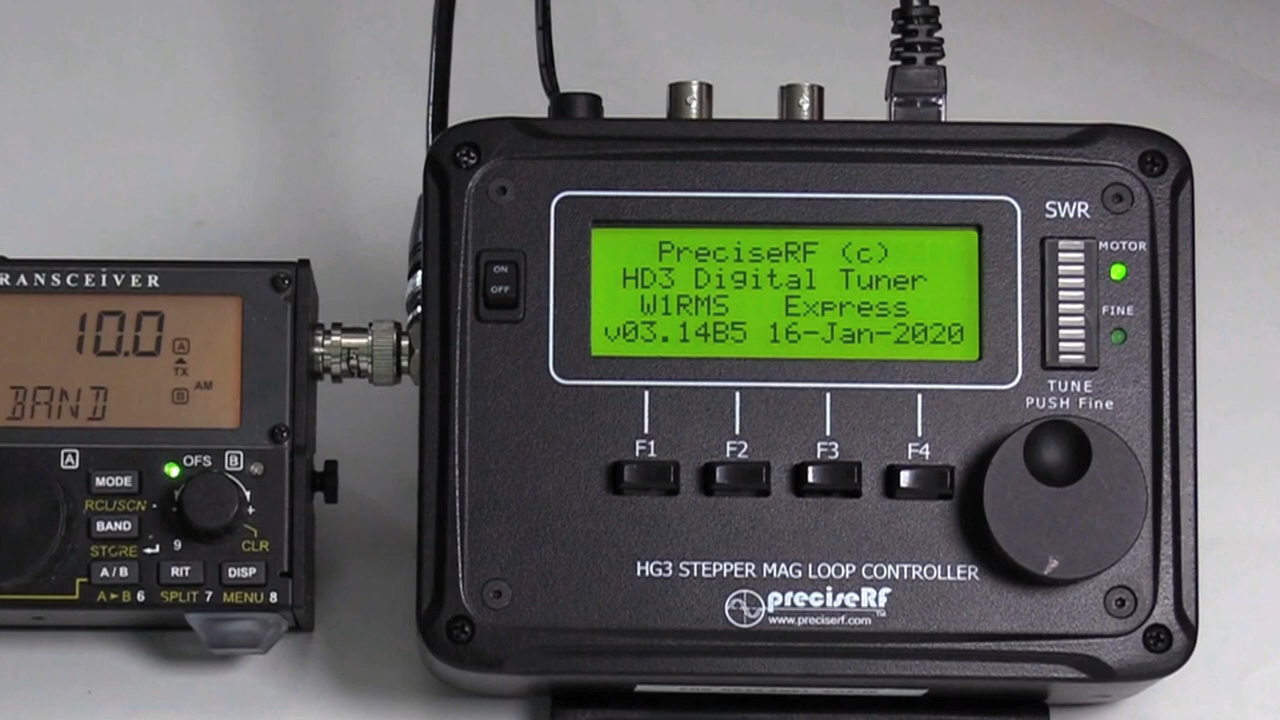 RANSCEIVER
10.0
A
TX
AM
B
BAND
A
OFS
B
MODE
RCL/SCN
+
BAND
STORE
9
CLR
A / B
RIT
DISP
A►B 6
SPLIT 7
MENU 8
ON
OFF
PreciseRF (c)
HD3 Digital Tuner
W1RMS Express
v03.14B5 16-Jan-2020
SWR
MOTOR
FINE
TUNE
PUSH Fine
F1
F2
F3
F4
HG3 STEPPER MAG LOOP CONTROLLER
preciseRF
TM
www.preciserf.com